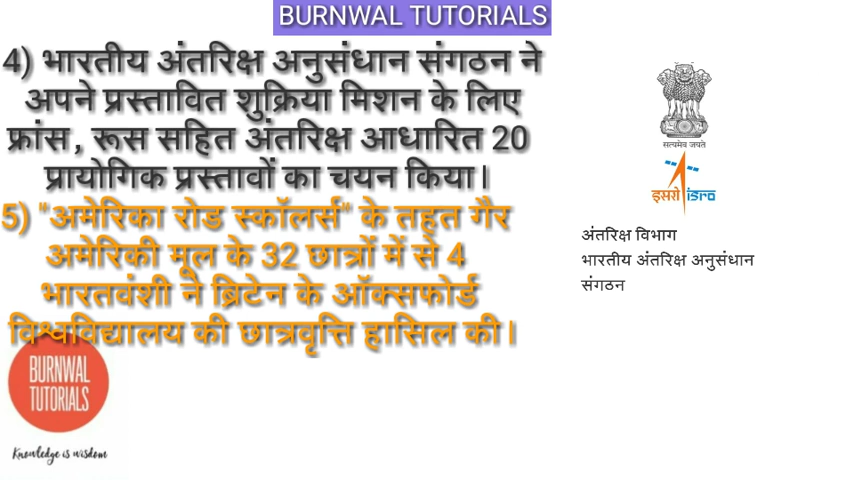 BURNWAL TUTORIALS
4) भारतीय अंतरिक्ष अनुसंधान संगठन ने
अपने प्रस्तावित शुक्रिया मिशन के लिए
फ्रांस, रूस सहित अंतरिक्ष आधारित 20
प्रायोगिक प्रस्तावों का चयन किया।
5) "अमेरिका रोड स्कॉलर्स" के तहत गैर
अमेरिकी मूल के 32 छात्रों में से 4
भारतवंशी ने ब्रिटेन के ऑक्सफोर्ड
विश्वविद्यालय की छात्रवृत्ति हासिल की।
सत्यमेव जयते
इसरो isro
अंतरिक्ष विभाग
भारतीय अंतरिक्ष अनुसंधान
संगठन
BURNWAL
TUTORIALS
Knowledge is wisdom